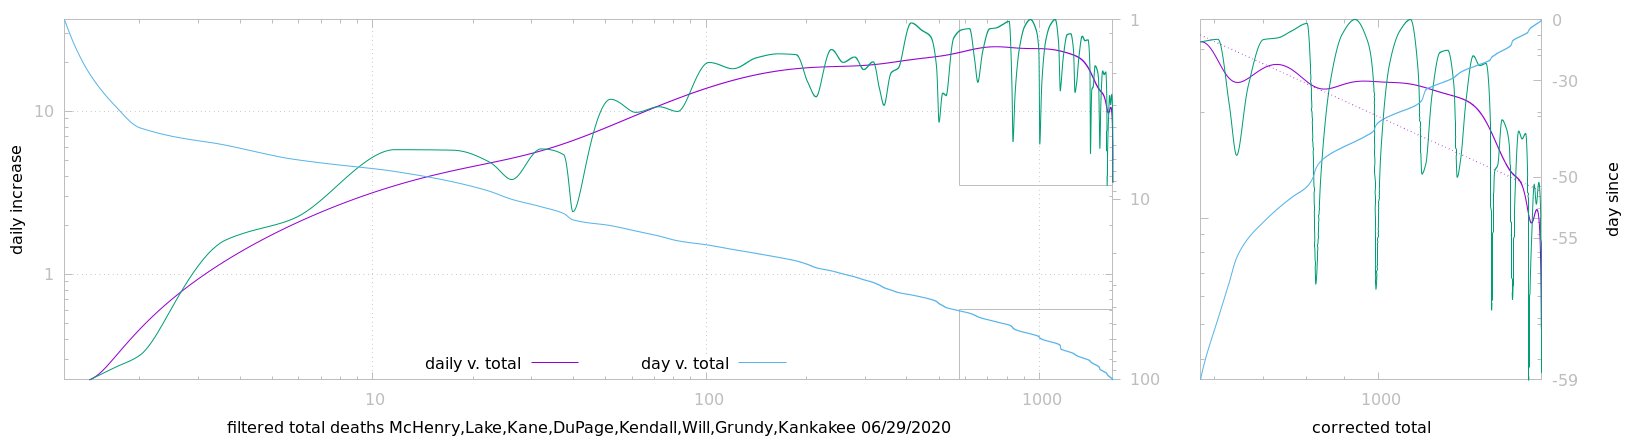 daily increase
10
1
1
10
100
daily v. total
day v. total
10
100
1000
filtered total deaths McHenry,Lake,Kane,DuPage,Kendall,Will,Grundy,Kankakee 06/29/2020
0
-30
-50
-55
-59
day since
1000
corrected total